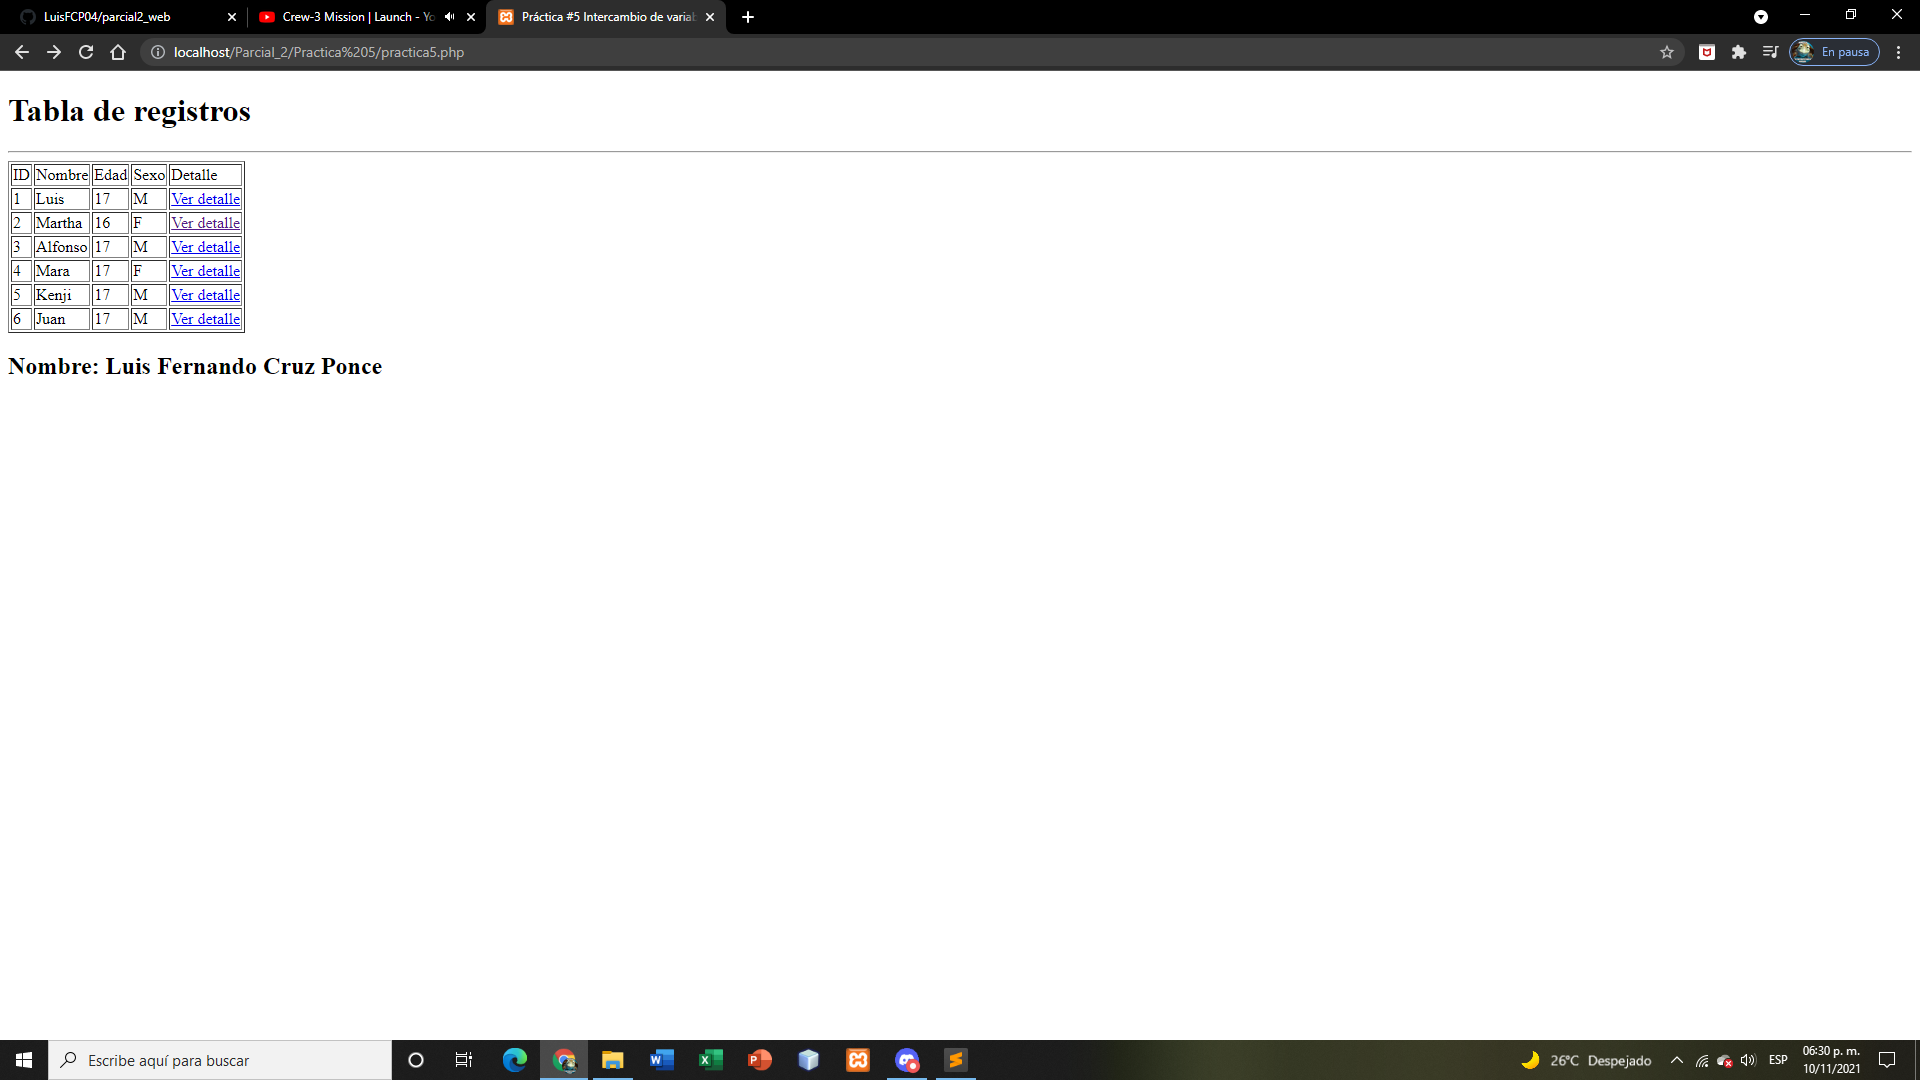 LuisFCP04/parcial2_web
Crew-3 Mission | Launch - Yo
Práctica #5 Intercambio de varial
localhost/Parcial_2/Practica%205/practica5.php
En pausa
Tabla de registros
ID Nombre Edad Sexo Detalle
1 Luis 17 M Ver detalle
2 Martha 16 F Ver detalle
3 Alfonso 17 M Ver detalle
4 Mara 17 F Ver detalle
5 Kenji 17 M Ver detalle
6 Juan 17 M Ver detalle
Nombre: Luis Fernando Cruz Ponce
Escribe aquí para buscar
26°C Despejado
ESP
06:30 p. m.
10/11/2021